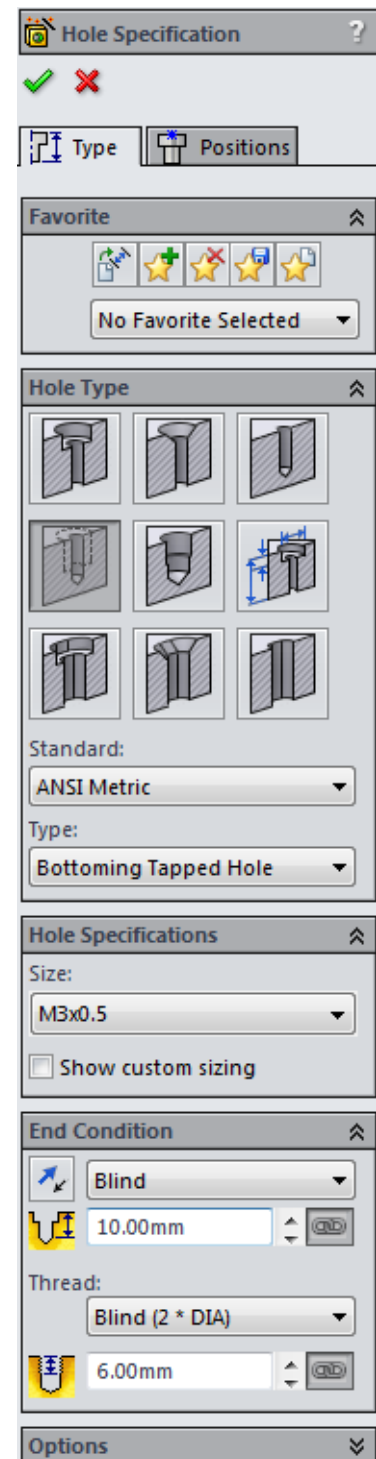 Hole Specification ?
Type Positions
Favorite
No Favorite Selected
Hole Type
Standard:
ANSI Metric
Type:
Bottoming Tapped Hole
Hole Specifications
Size:
M3x0.5
Show custom sizing
End Condition
Blind
10.00mm
Thread:
Blind (2 * DIA)
6.00mm
Options